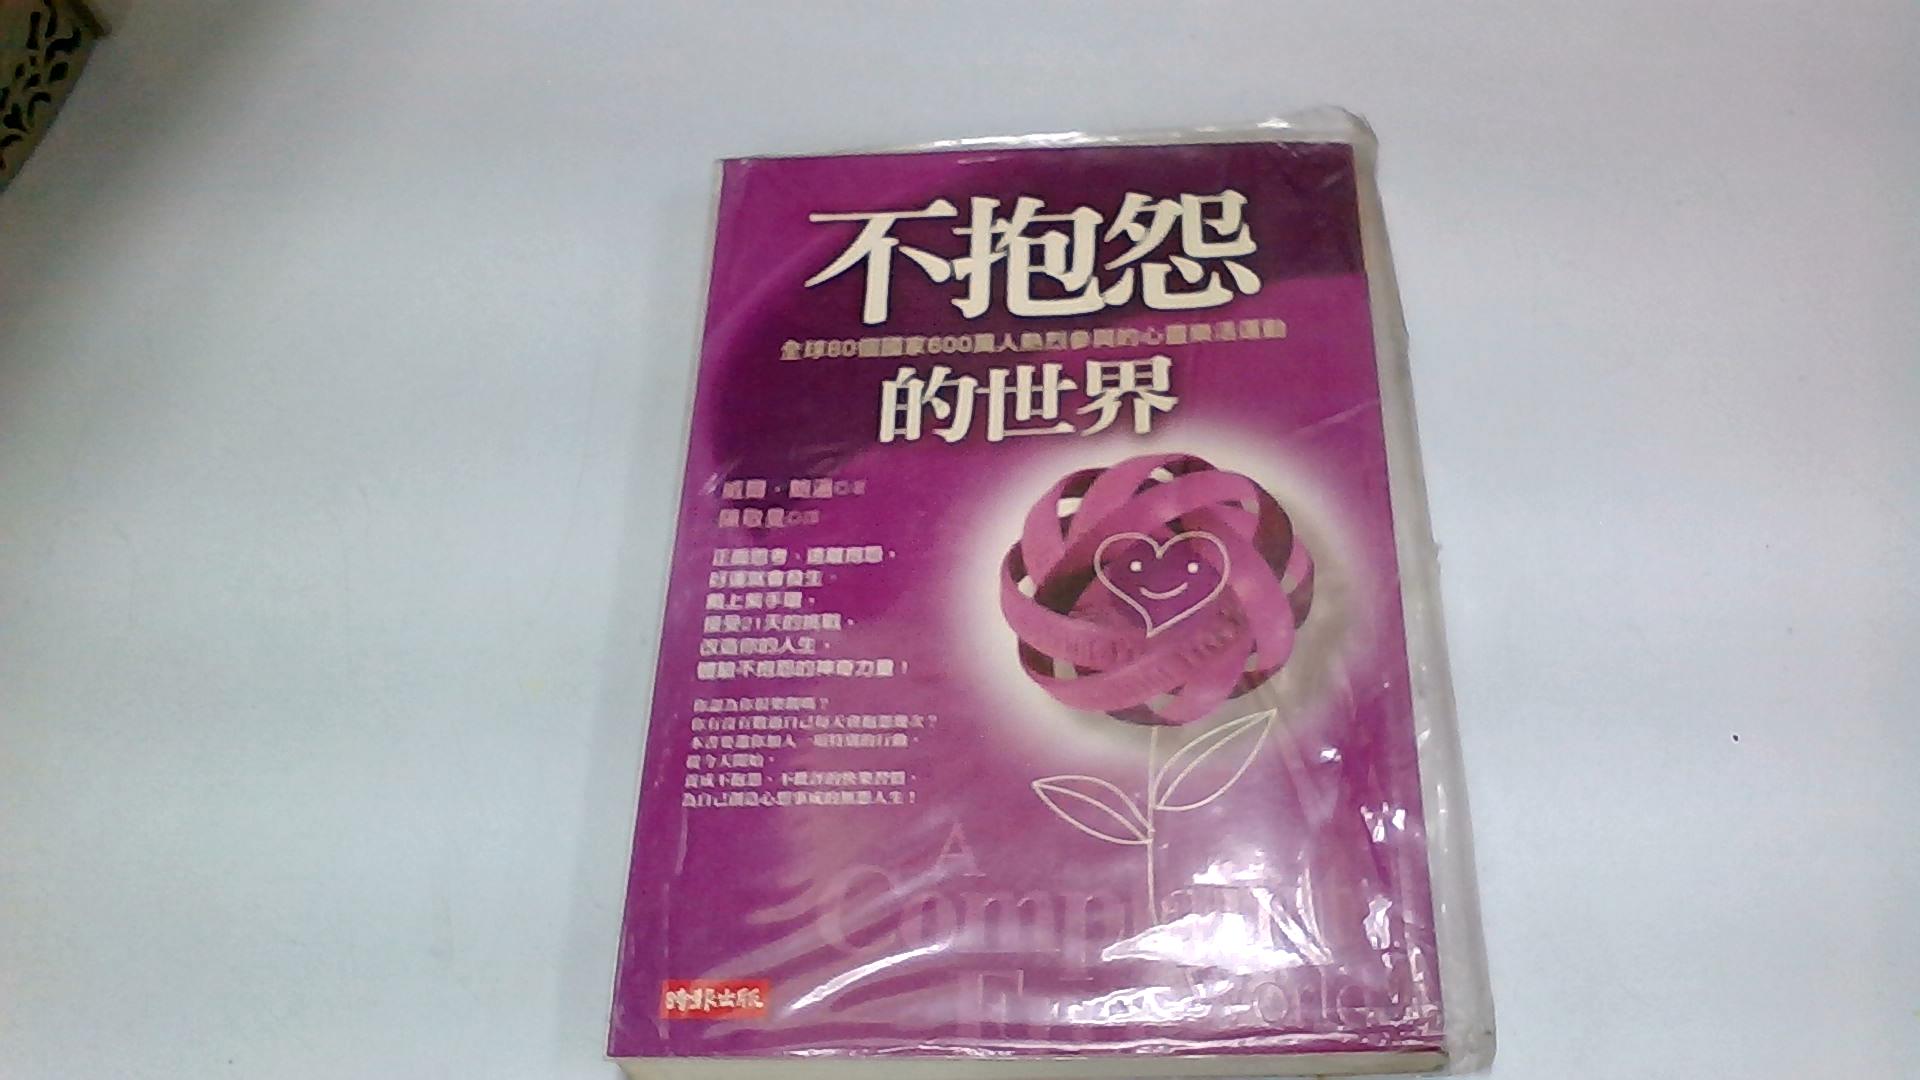 不抱怨
全球80個國家600萬人熱烈參與的心靈樂活運動
的世界
威爾・鮑溫◎著
陳敬旻◎譯
正面思考、遠離抱怨，
好運就會發生。
戴上紫手環，
接受21天的挑戰，
改造你的人生，
體驗不抱怨的神奇力量！
你認為你很樂觀嗎？
你有沒有數過自己每天會抱怨幾次？
本書要邀你加入一項特別的行動，
從今天開始，
養成不抱怨、不批評的快樂習慣，
為自己創造心想事成的無怨人生！
A
Complaint
Free World
時報出版